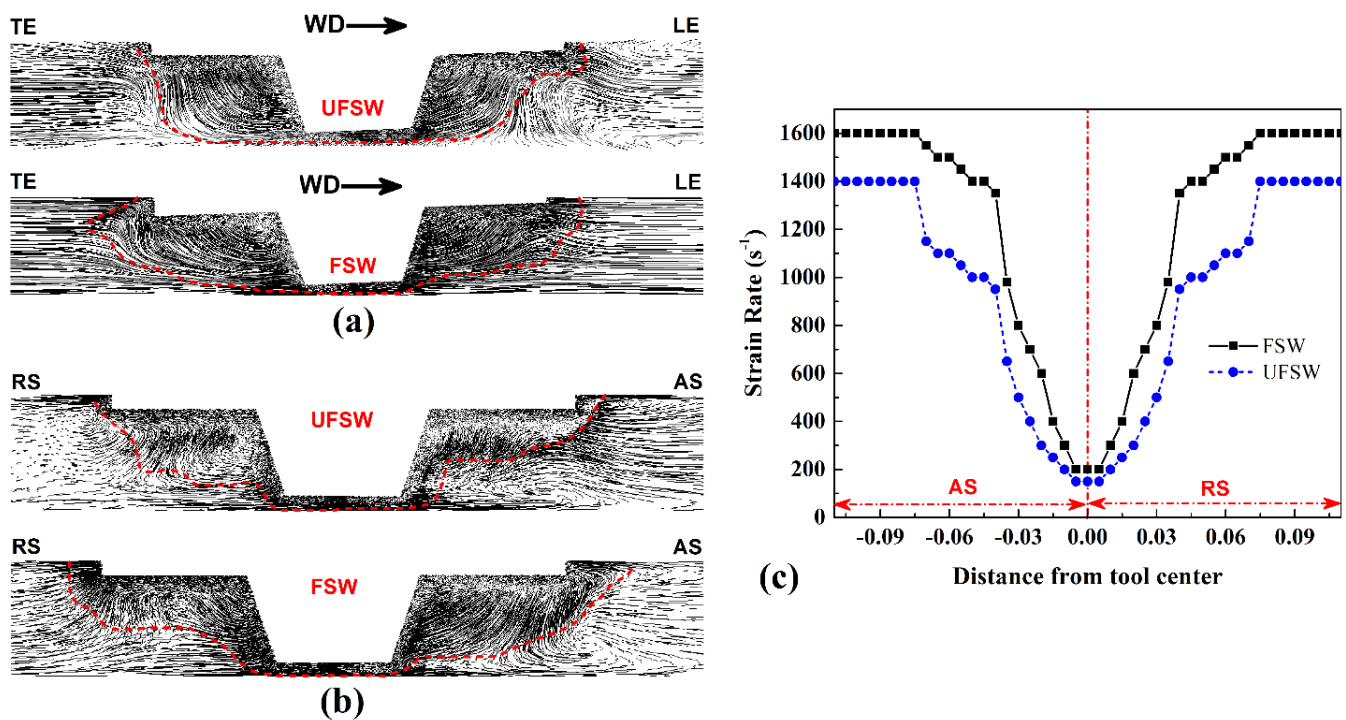 TE WD LE
UFSW
TE WD LE
FSW
(a)
RS AS
UFSW
RS AS
FSW
(b)
Strain Rate (s⁻¹)
1600
1400
1200
1000
800
600
400
200
0
FSW
UFSW
AS RS
-0.09 -0.06 -0.03 0.00 0.03 0.06 0.09
Distance from tool center
(c)